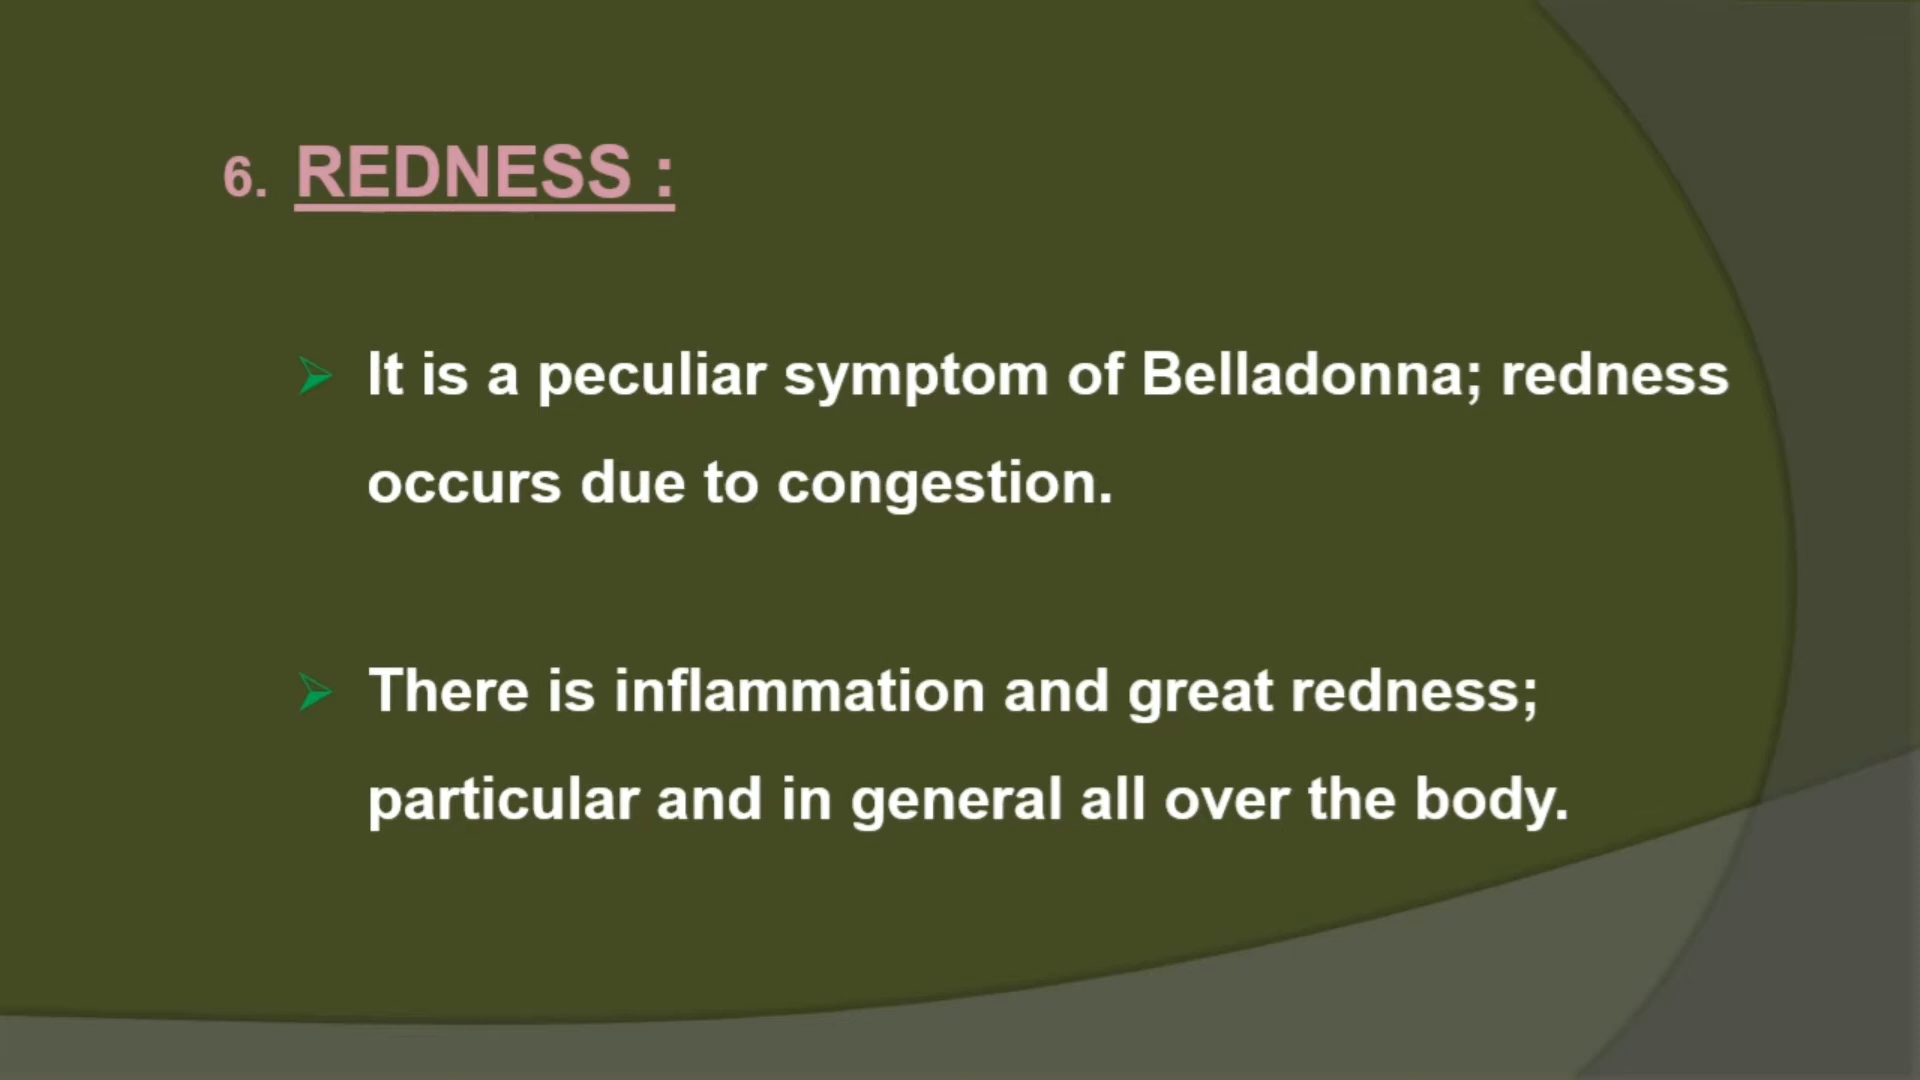 6. REDNESS :
➢ It is a peculiar symptom of Belladonna; redness
occurs due to congestion.
➢ There is inflammation and great redness;
particular and in general all over the body.